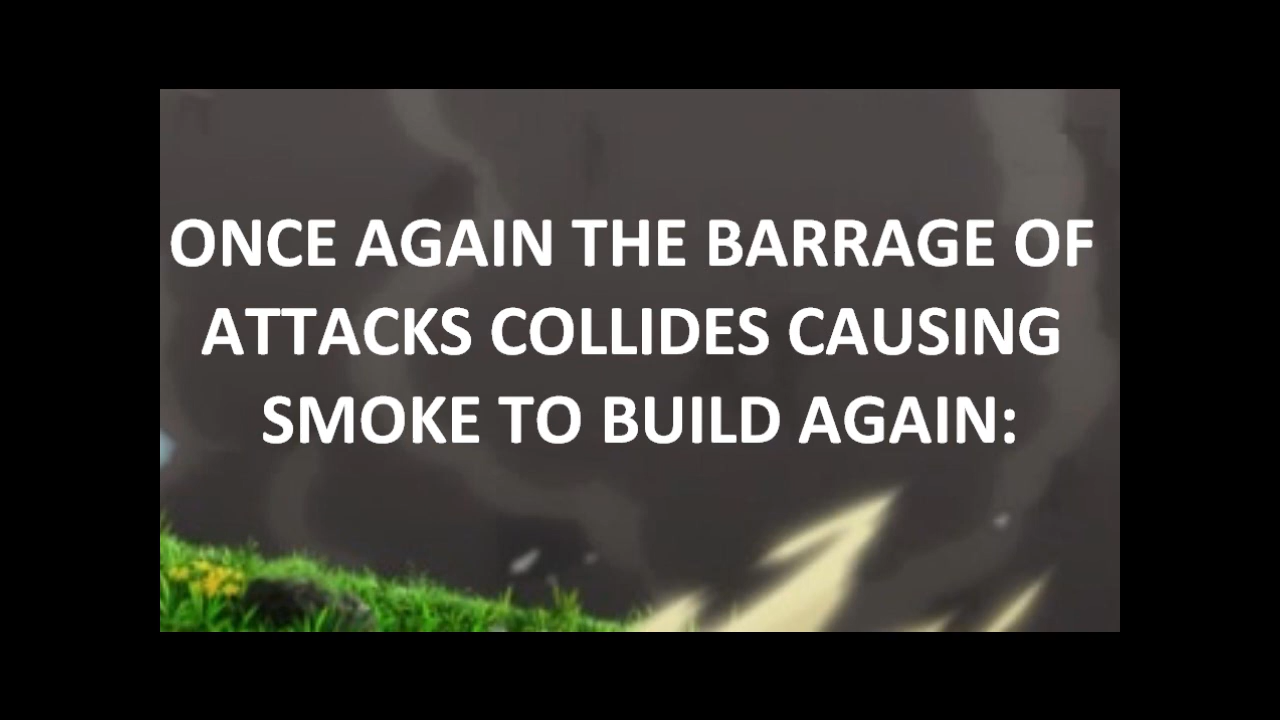 ONCE AGAIN THE BARRAGE OF
ATTACKS COLLIDES CAUSING
SMOKE TO BUILD AGAIN: